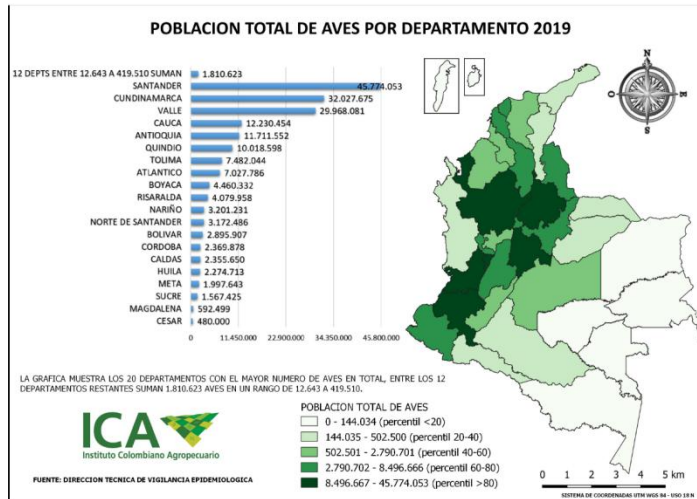 POBLACION TOTAL DE AVES POR DEPARTAMENTO 2019
12 DEPTS ENTRE 12.643 A 419.510 SUMAN 1.810.623
SANTANDER 45.774.053
CUNDINAMARCA 32.027.675
VALLE 29.968.081
CAUCA 12.230.454
ANTIOQUIA 11.711.552
QUINDIO 10.018.598
TOLIMA 7.482.044
ATLANTICO 7.027.786
BOYACA 4.460.332
RISARALDA 4.079.958
NARIÑO 3.201.231
NORTE DE SANTANDER 3.172.486
BOLIVAR 2.895.907
CORDOBA 2.369.878
CALDAS 2.355.650
HUILA 2.274.713
META 1.997.643
SUCRE 1.567.425
MAGDALENA 592.499
CESAR 480.000
0 11.450.000 22.900.000 34.350.000 45.800.000
N
O E
S
LA GRAFICA MUESTRA LOS 20 DEPARTAMENTOS CON EL MAYOR NUMERO DE AVES EN TOTAL, ENTRE LOS 12
DEPARTAMENTOS RESTANTES SUMAN 1.810.623 AVES EN UN RANGO DE 12.643 A 419.510.
ICA
Instituto Colombiano Agropecuario
FUENTE: DIRECCION TECNICA DE VIGILANCIA EPIDEMIOLOGICA
POBLACION TOTAL DE AVES
0 - 144.034 (percentil <20)
144.035 - 502.500 (percentil 20-40)
502.501 - 2.790.701 (percentil 40-60)
2.790.702 - 8.496.666 (percentil 60-80)
8.496.667 - 45.774.053 (percentil >80)
0 1 2 3 4 5 km
SISTEMA DE COORDENADAS UTM WGS 84 - USO 18 N